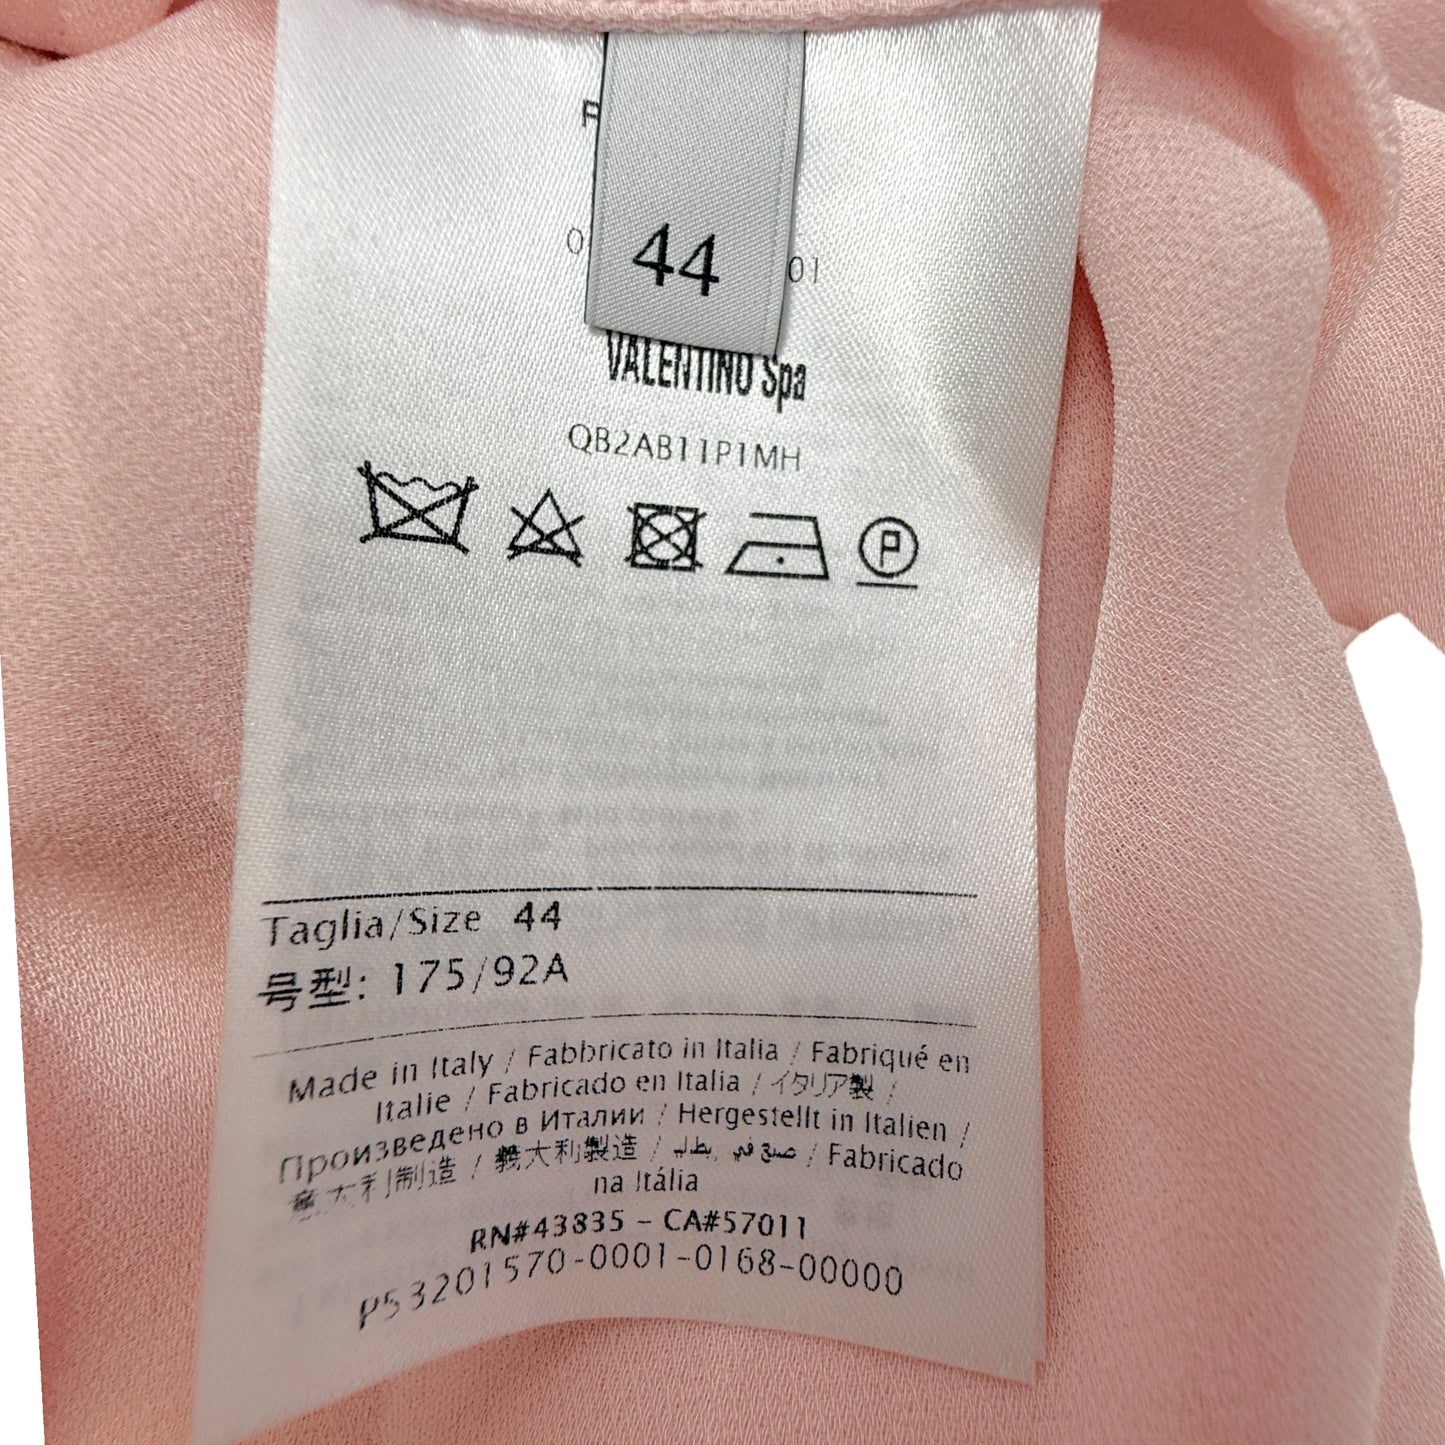 44
01
VALENTINO Spa
QB2AB11P1MH
P
Taglia/Size 44
号型: 175/92A
Made in Italy / Fabbricato in Italia / Fabriqué en
Italie / Fabricado en Italia / イタリア製 /
Произведено в Италии / Hergestellt in Italien /
意大利制造 / 義大利製造 / صنع في إيطاليا / Fabricado
na Itália
RN#43835 - CA#57011
P53201570-0001-0168-00000